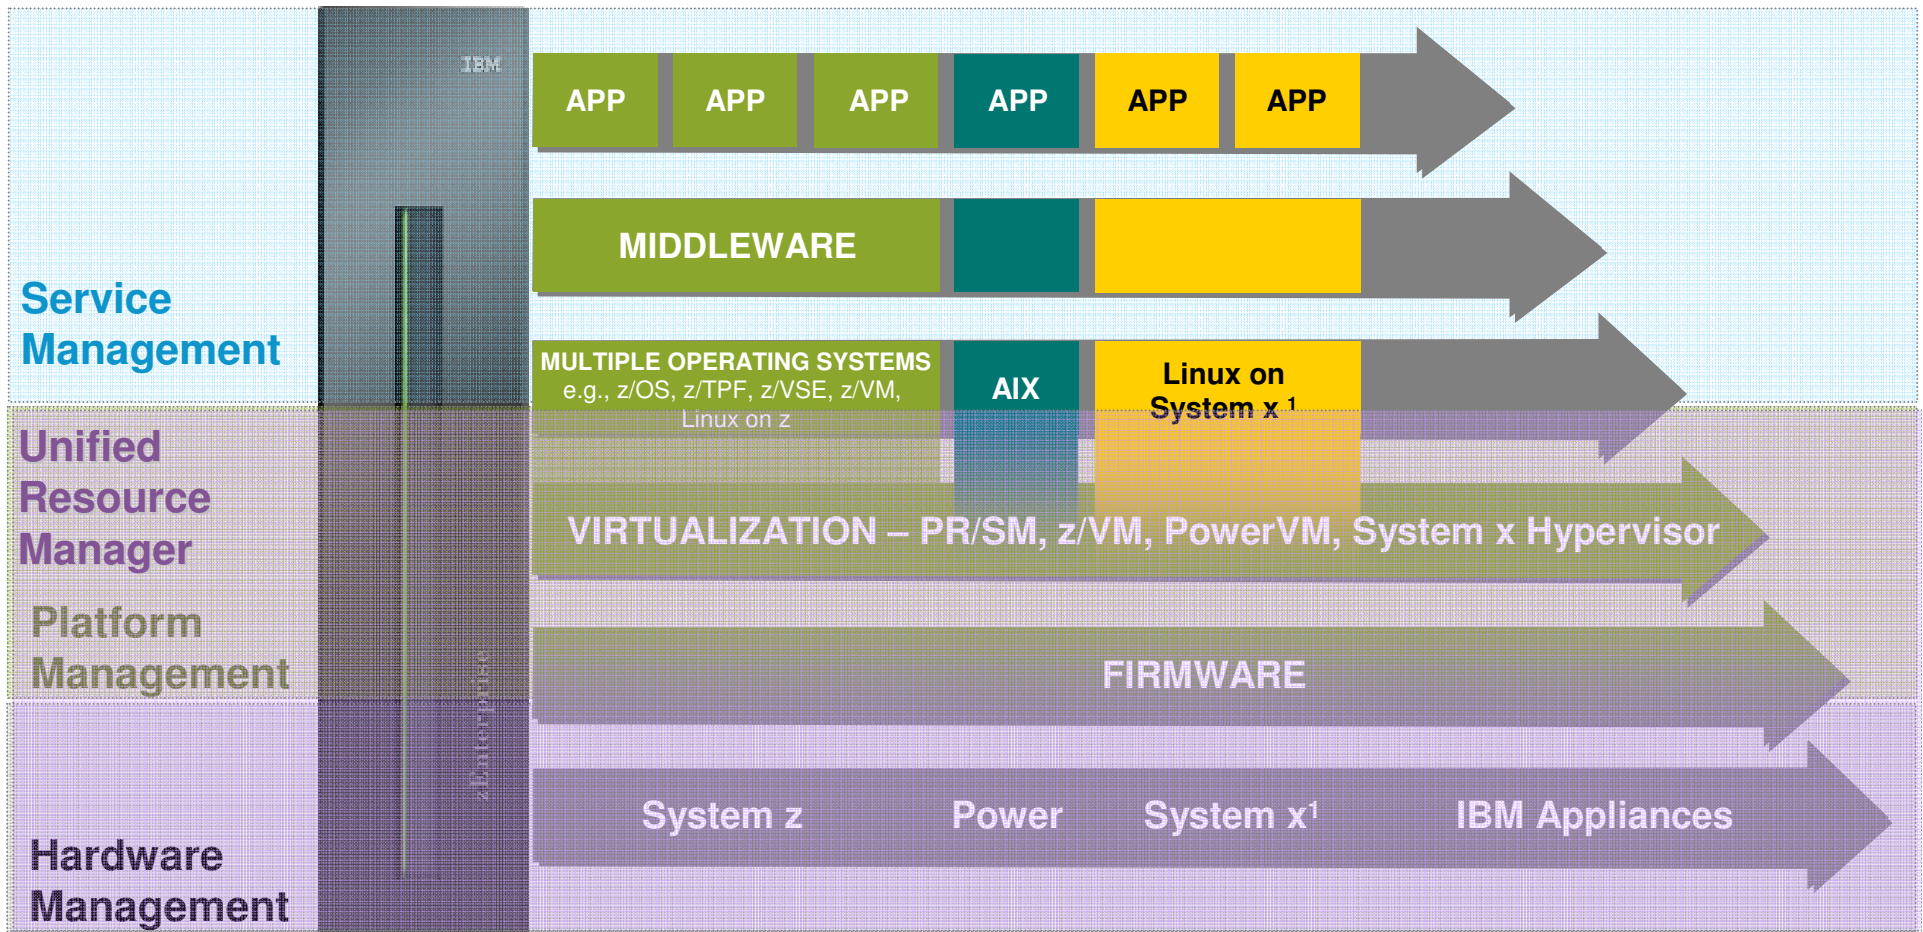 IBM
APP APP APP APP APP APP
MIDDLEWARE
Service
Management
MULTIPLE OPERATING SYSTEMS
e.g., z/OS, z/TPF, z/VSE, z/VM,
Linux on z
AIX
Linux on
System x 1
Unified
Resource
Manager
VIRTUALIZATION – PR/SM, z/VM, PowerVM, System x Hypervisor
Platform
Management
FIRMWARE
zEnterprise
System z Power System x¹ IBM Appliances
Hardware
Management